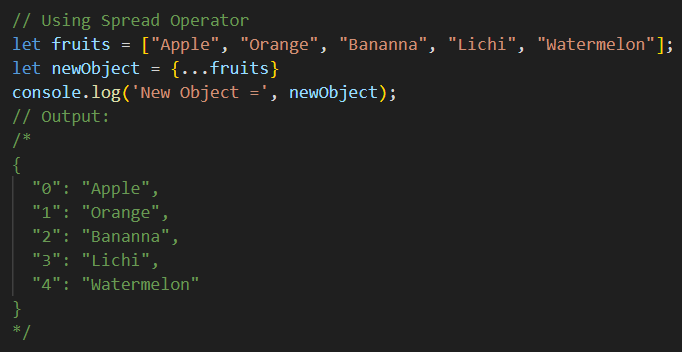 // Using Spread Operator
let fruits = ["Apple", "Orange", "Bananna", "Lichi", "Watermelon"];
let newObject = {...fruits}
console.log('New Object =', newObject);
// Output:
/*
{
  "0": "Apple",
  "1": "Orange",
  "2": "Bananna",
  "3": "Lichi",
  "4": "Watermelon"
}
*/